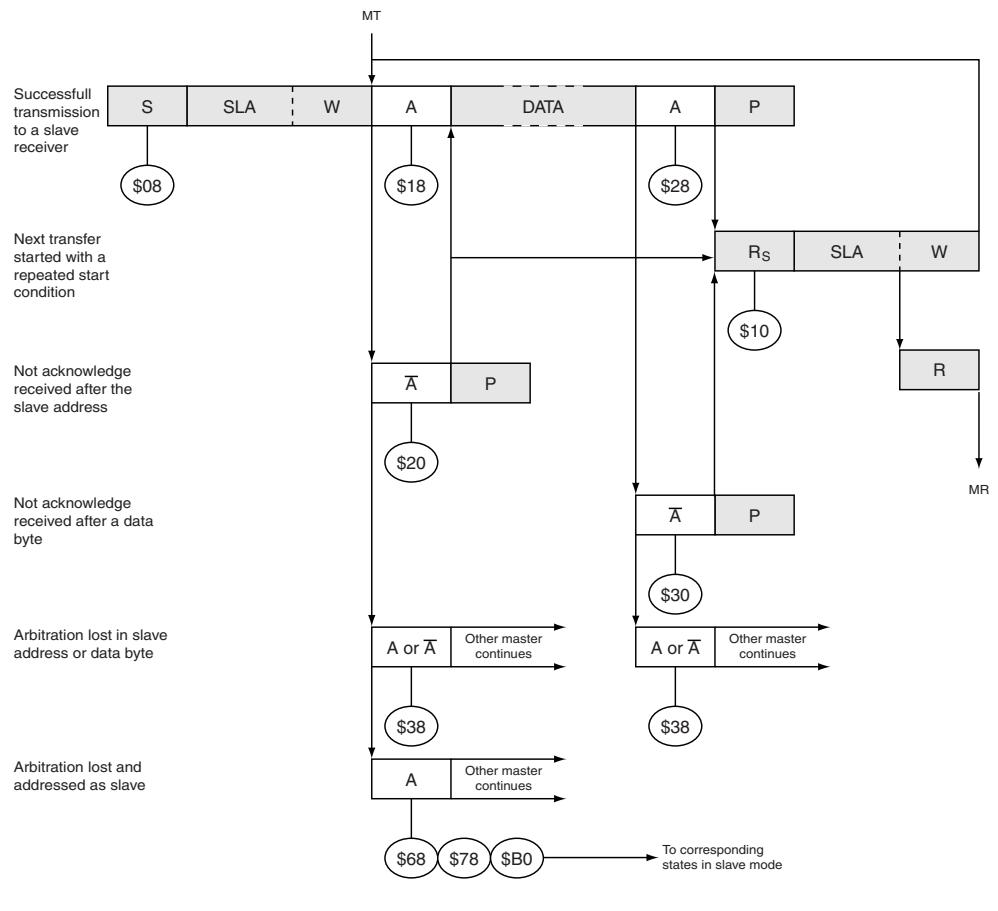 MT
Successfull
transmission
to a slave
receiver
S SLA W A DATA A P
$08 $18 $28
Next transfer
started with a
repeated start
condition
RS SLA W
$10
Not acknowledge
received after the
slave address
A̅ P
R
$20
MR
Not acknowledge
received after a data
byte
A̅ P
$30
Arbitration lost in slave
address or data byte
A or A̅
Other master
continues
A or A̅
Other master
continues
$38 $38
Arbitration lost and
addressed as slave
A
Other master
continues
$68 $78 $B0
To corresponding
states in slave mode